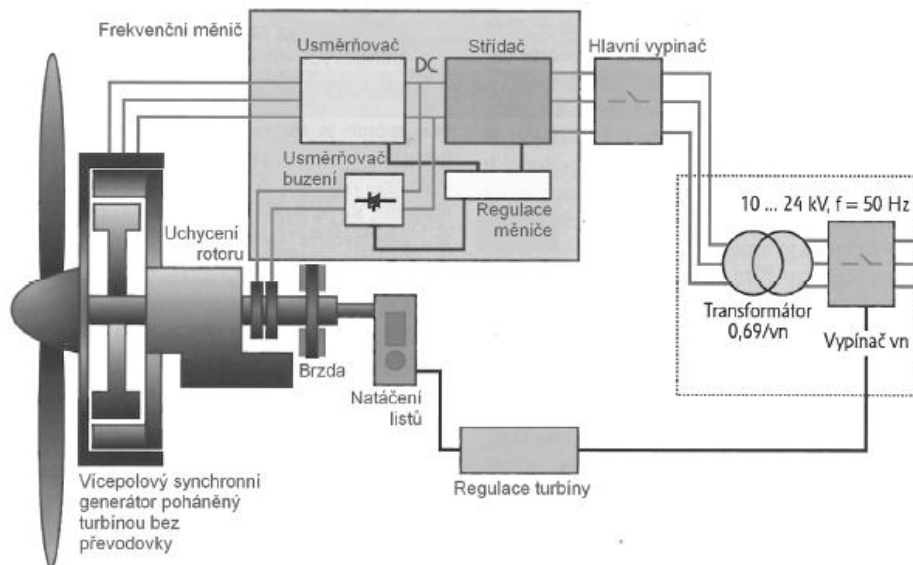 Frekvenční měnič
Usměrňovač
DC
Střídač
Hlavní vypinač
Usměrňovač
buzení
Regulace
měniče
Uchycení
rotoru
10 ... 24 kV, f = 50 Hz
Transformátor
0,69/vn
Vypínač vn
Brzda
Natáčení
listů
Regulace turbíny
Vícepolový synchronní
generátor poháněný
turbínou bez
převodovky